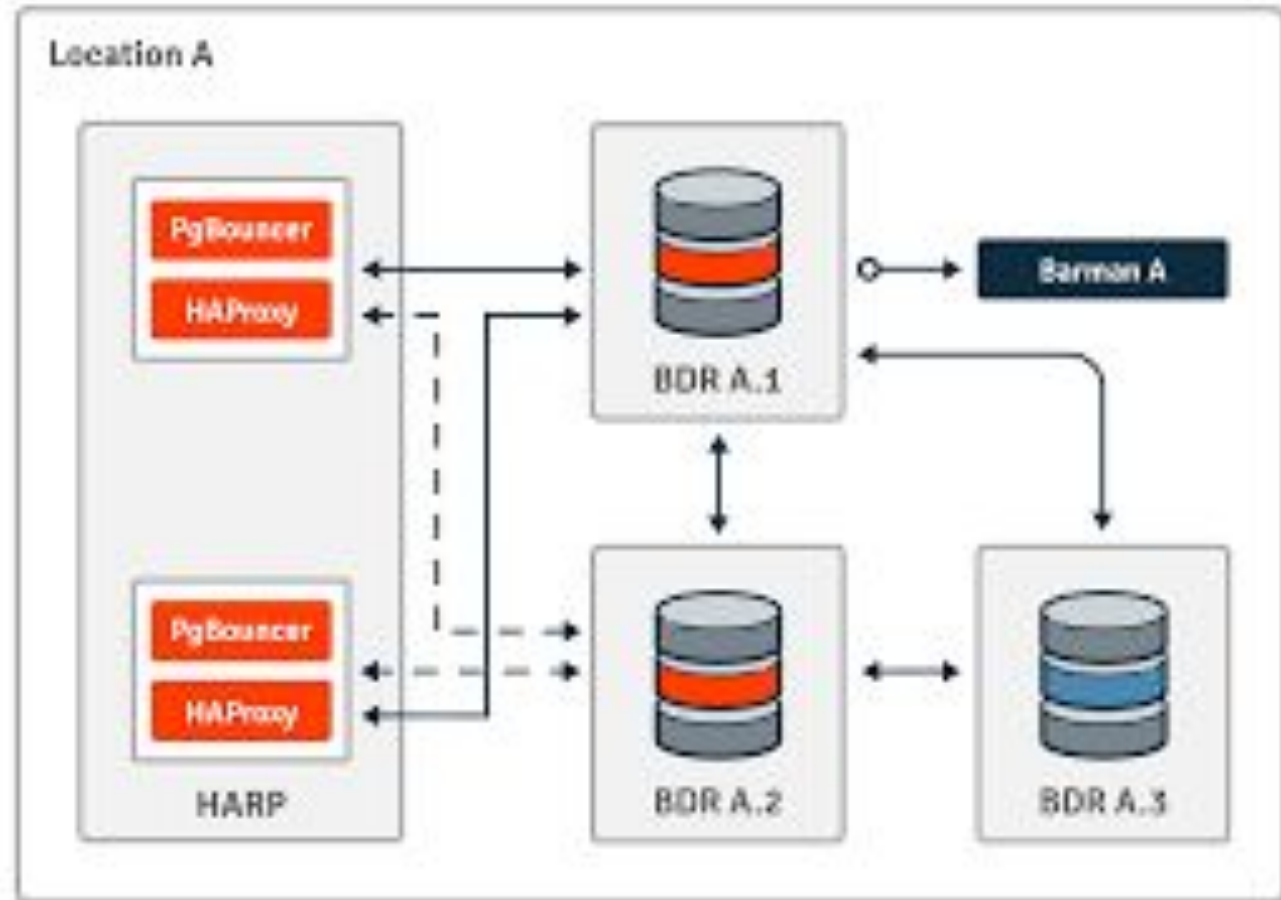 Location A
PgBouncer
HAProxy
BDR A.1
Barman A
PgBouncer
HAProxy
HARP
BDR A.2
BDR A.3